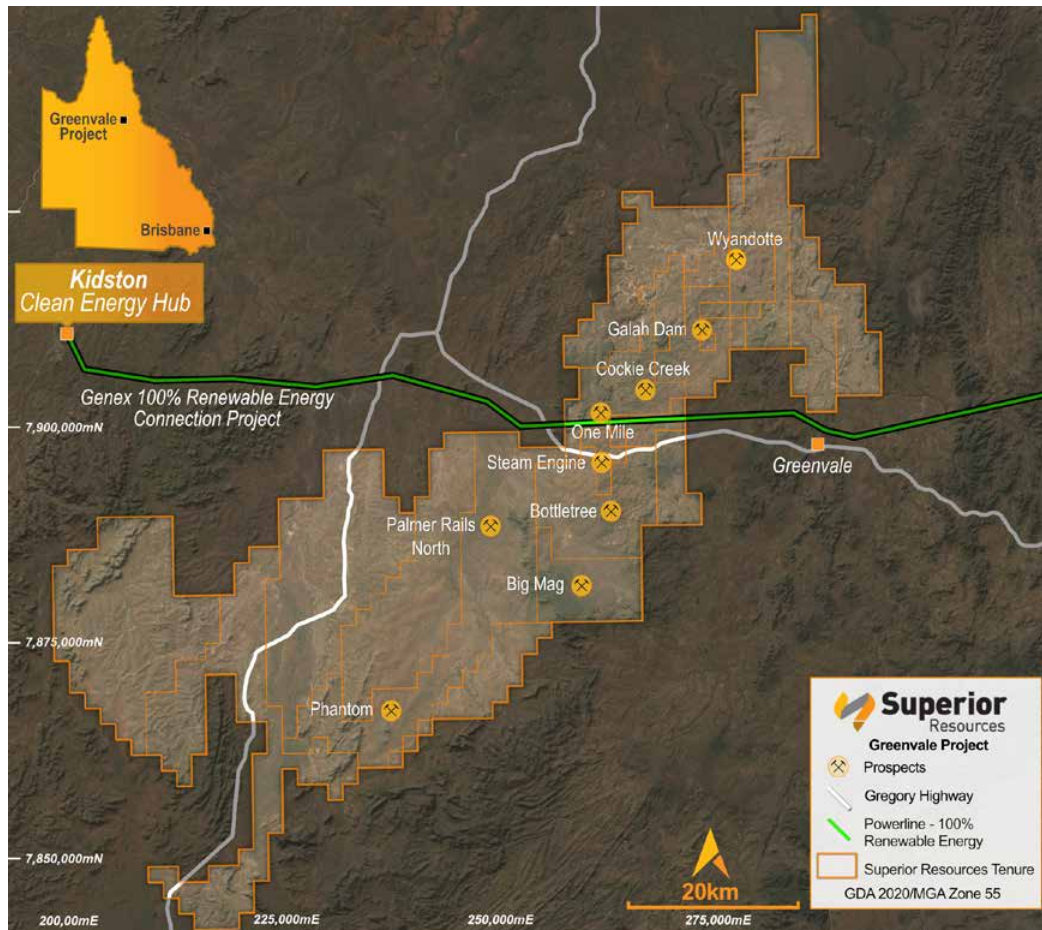 Greenvale
Project
Brisbane
Kidston
Clean Energy Hub
Genex 100% Renewable Energy
Connection Project
Wyandotte
Galah Dam
Cockie Creek
One Mile
Steam Engine
Greenvale
Bottletree
Palmer Rails
North
Big Mag
Phantom
7,900,000mN
7,875,000mN
7,850,000mN
200,00mE
225,000mE
250,000mE
275,000mE
20km
Superior
Resources
Greenvale Project
Prospects
Gregory Highway
Powerline - 100%
Renewable Energy
Superior Resources Tenure
GDA 2020/MGA Zone 55